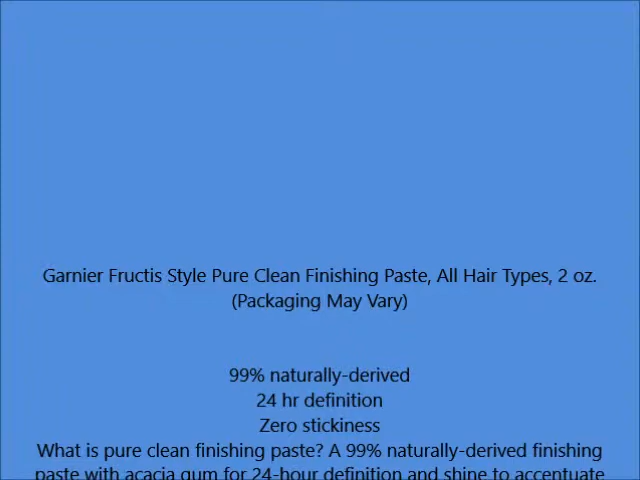 Garnier Fructis Style Pure Clean Finishing Paste, All Hair Types, 2 oz.
(Packaging May Vary)
99% naturally-derived
24 hr definition
Zero stickiness
What is pure clean finishing paste? A 99% naturally-derived finishing
paste with acacia gum for 24-hour definition and shine to accentuate